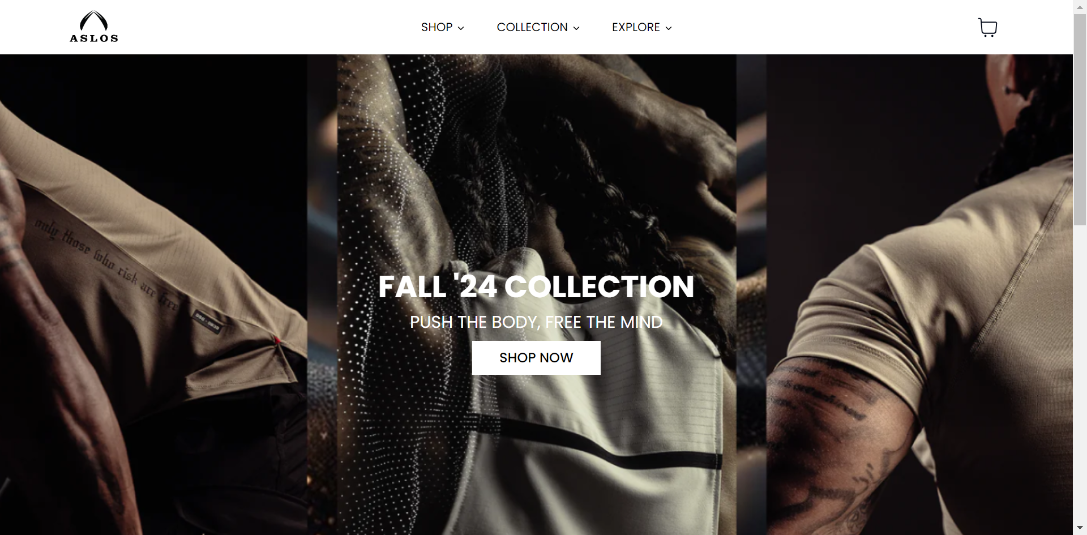 ASLOS
SHOP
COLLECTION
EXPLORE
only those who risk are free
FALL '24 COLLECTION
PUSH THE BODY, FREE THE MIND
SHOP NOW